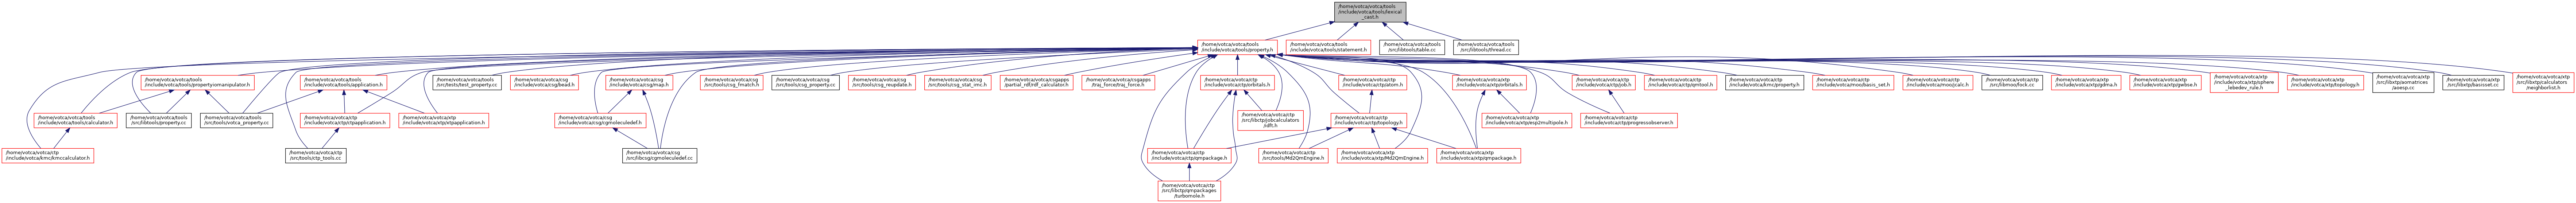 /home/votca/votca/tools
/include/votca/tools/lexical
_cast.h
/home/votca/votca/tools
/include/votca/tools/property.h
/home/votca/votca/tools
/include/votca/tools/statement.h
/home/votca/votca/tools
/src/libtools/table.cc
/home/votca/votca/tools
/src/libtools/thread.cc
/home/votca/votca/tools
/include/votca/tools/propertyiomanipulator.h
/home/votca/votca/tools
/include/votca/tools/application.h
/home/votca/votca/tools
/src/tests/test_property.cc
/home/votca/votca/csg
/include/votca/csg/bead.h
/home/votca/votca/csg
/include/votca/csg/map.h
/home/votca/votca/csg
/src/tools/csg_fmatch.h
/home/votca/votca/csg
/src/tools/csg_property.cc
/home/votca/votca/csg
/src/tools/csg_reupdate.h
/home/votca/votca/csg
/src/tools/csg_stat_imc.h
/home/votca/votca/csgapps
/partial_rdf/rdf_calculator.h
/home/votca/votca/csgapps
/traj_force/traj_force.h
/home/votca/votca/ctp
/include/votca/ctp/orbitals.h
/home/votca/votca/ctp
/include/votca/ctp/atom.h
/home/votca/votca/xtp
/include/votca/xtp/orbitals.h
/home/votca/votca/ctp
/include/votca/ctp/job.h
/home/votca/votca/ctp
/include/votca/ctp/qmtool.h
/home/votca/votca/ctp
/include/votca/kmc/property.h
/home/votca/votca/ctp
/include/votca/moo/basis_set.h
/home/votca/votca/ctp
/include/votca/moo/jcalc.h
/home/votca/votca/ctp
/src/libmoo/fock.cc
/home/votca/votca/xtp
/include/votca/xtp/gdma.h
/home/votca/votca/xtp
/include/votca/xtp/gwbse.h
/home/votca/votca/xtp
/include/votca/xtp/sphere
_lebedev_rule.h
/home/votca/votca/xtp
/include/votca/xtp/topology.h
/home/votca/votca/xtp
/src/libxtp/aomatrices
/aoesp.cc
/home/votca/votca/xtp
/src/libxtp/basisset.cc
/home/votca/votca/xtp
/src/libxtp/calculators
/neighborlist.h
/home/votca/votca/tools
/include/votca/tools/calculator.h
/home/votca/votca/tools
/src/libtools/property.cc
/home/votca/votca/tools
/src/tools/votca_property.cc
/home/votca/votca/ctp
/include/votca/ctp/ctpapplication.h
/home/votca/votca/xtp
/include/votca/xtp/xtpapplication.h
/home/votca/votca/csg
/include/votca/csg/cgmoleculedef.h
/home/votca/votca/ctp
/src/libctp/jobcalculators
/idft.h
/home/votca/votca/ctp
/include/votca/ctp/topology.h
/home/votca/votca/xtp
/include/votca/xtp/esp2multipole.h
/home/votca/votca/ctp
/include/votca/ctp/progressobserver.h
/home/votca/votca/ctp
/include/votca/kmc/kmccalculator.h
/home/votca/votca/ctp
/src/tools/ctp_tools.cc
/home/votca/votca/csg
/src/libcsg/cgmoleculedef.cc
/home/votca/votca/ctp
/include/votca/ctp/qmpackage.h
/home/votca/votca/ctp
/src/tools/Md2QmEngine.h
/home/votca/votca/xtp
/include/votca/xtp/Md2QmEngine.h
/home/votca/votca/xtp
/include/votca/xtp/qmpackage.h
/home/votca/votca/ctp
/src/libctp/qmpackages
/turbomole.h